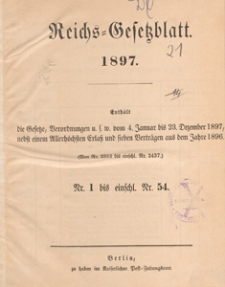 Reichs-Gesetzblatt.
21
1897.
Enthält
die Gesetze, Verordnungen u. s. w. vom 4. Januar bis 23. Dezember 1897,
nebst einem Allerhöchsten Erlaß und sieben Verträgen aus dem Jahre 1896.
Nr. 1 bis einschl. Nr. 54.
Berlin,
zu haben im Kaiserlichen Post-Zeitungsamt.